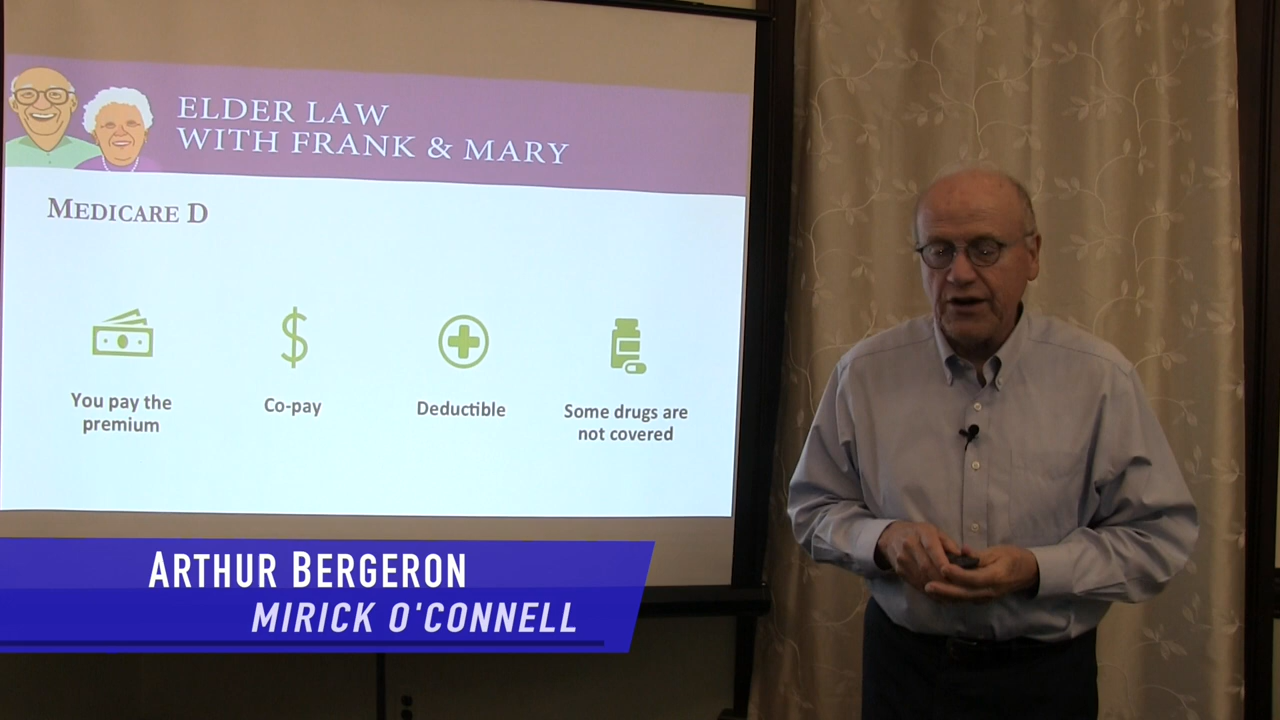 ELDER LAW
WITH FRANK & MARY
MEDICARE D
You pay the
premium
Co-pay
Deductible
Some drugs are
not covered
ARTHUR BERGERON
MIRICK O'CONNELL